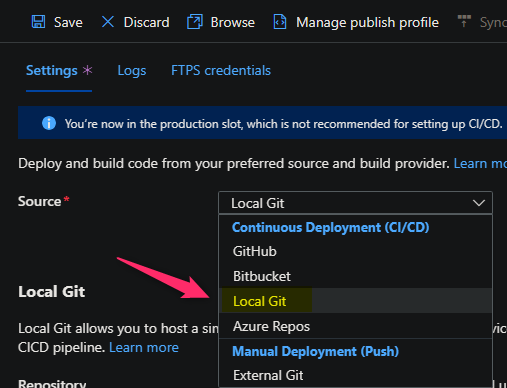 Save Discard Browse Manage publish profile Sync
Settings * Logs FTPS credentials
You're now in the production slot, which is not recommended for setting up CI/CD.
Deploy and build code from your preferred source and build provider. Learn mo
Source * Local Git
Continuous Deployment (CI/CD)
GitHub
Bitbucket
Local Git
Azure Repos
Manual Deployment (Push)
External Git
Local Git
Local Git allows you to host a sim
vice
CICD pipeline. Learn more
Repository